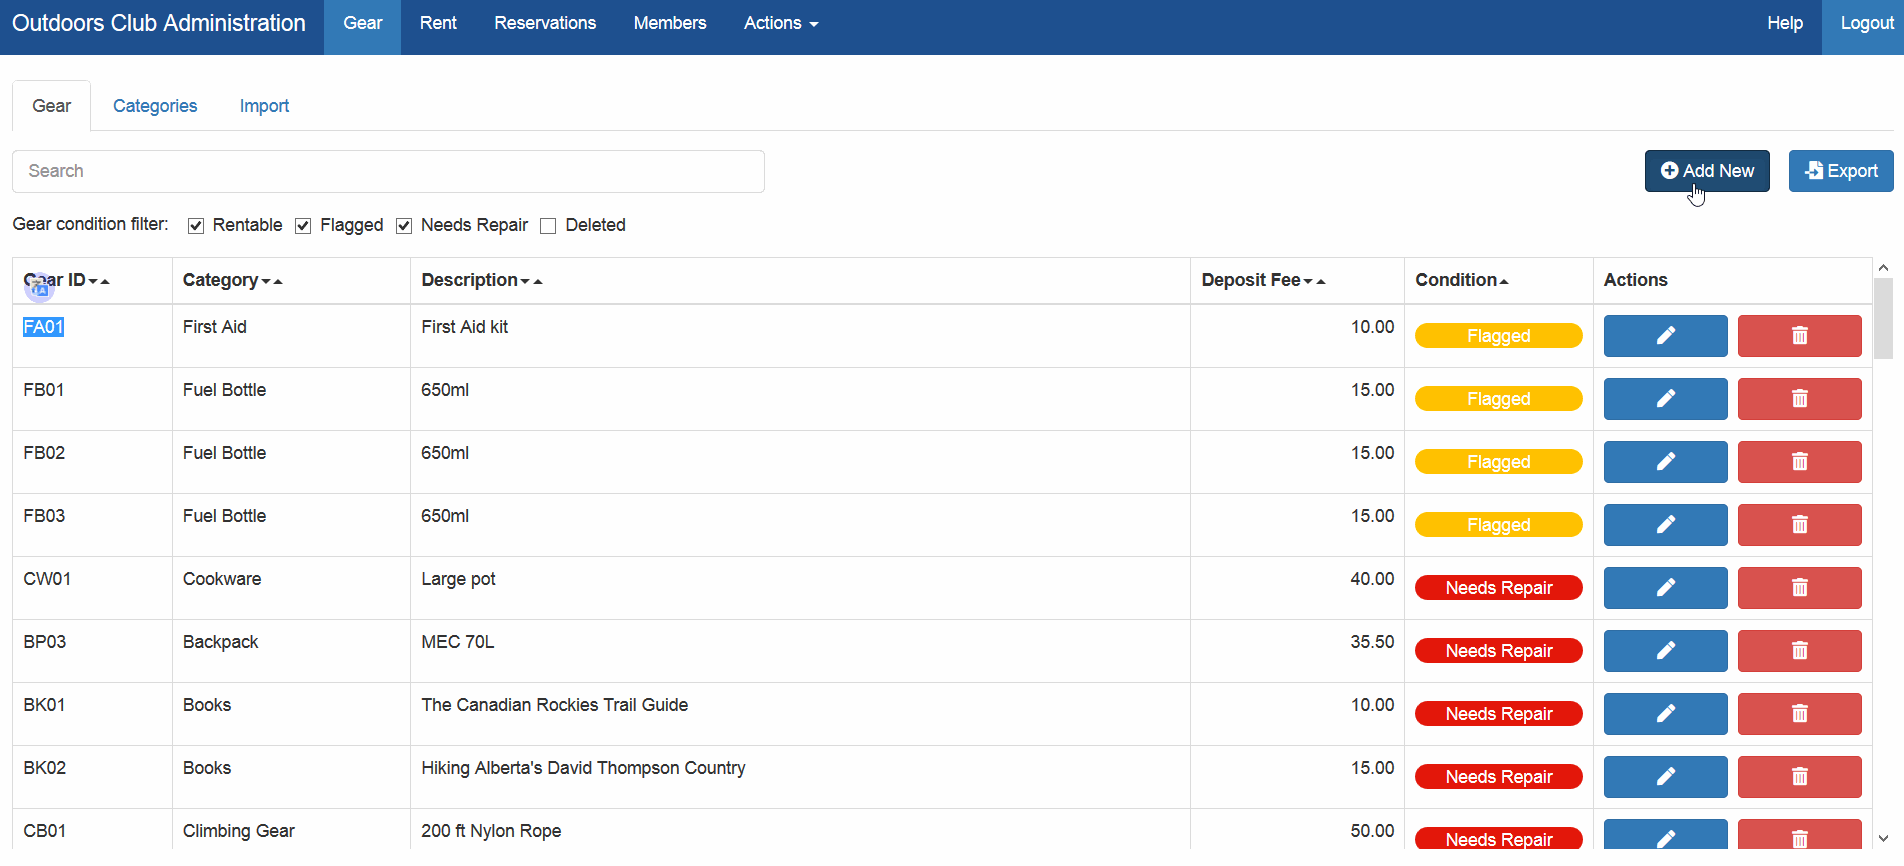 Outdoors Club Administration Gear Rent Reservations Members Actions Help Logout
Gear Categories Import
Search Add New Export
Gear condition filter: Rentable Flagged Needs Repair Deleted
Gear ID Category Description Deposit Fee Condition Actions
FA01 First Aid First Aid kit 10.00 Flagged
FB01 Fuel Bottle 650ml 15.00 Flagged
FB02 Fuel Bottle 650ml 15.00 Flagged
FB03 Fuel Bottle 650ml 15.00 Flagged
CW01 Cookware Large pot 40.00 Needs Repair
BP03 Backpack MEC 70L 35.50 Needs Repair
BK01 Books The Canadian Rockies Trail Guide 10.00 Needs Repair
BK02 Books Hiking Alberta's David Thompson Country 15.00 Needs Repair
CB01 Climbing Gear 200 ft Nylon Rope 50.00 Needs Repair